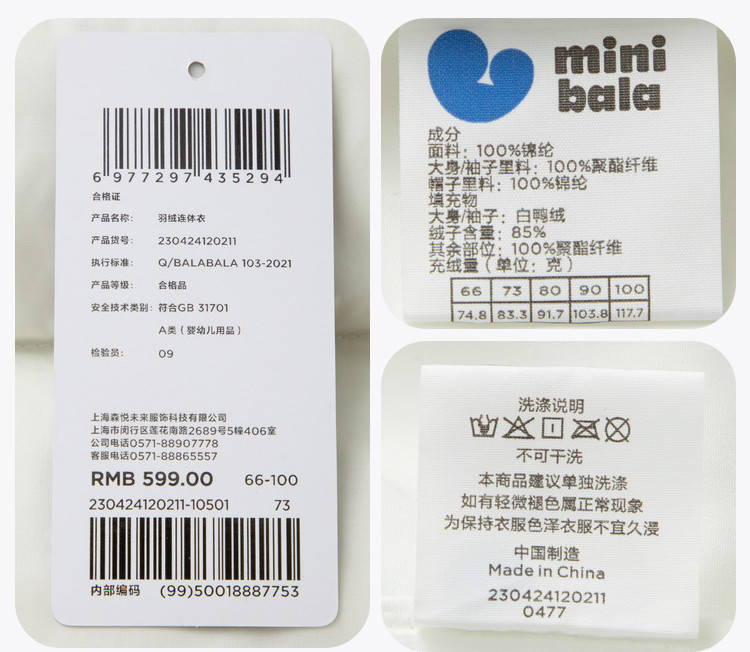 6 977297 435294
合格证
产品名称: 羽绒连体衣
产品货号: 230424120211
执行标准: Q/BALABALA 103-2021
产品等级: 合格品
安全技术类别: 符合GB 31701
A类（婴幼儿用品）
检验员: 09
上海森悦未来服饰科技有限公司
上海市闵行区莲花南路2689号5幢406室
公司电话0571-88907778
客服电话0571-88865557
RMB 599.00 66-100
230424120211-10501 73
内部编码 (99)50018887753
mini
bala
成分
面料: 100%锦纶
大身/袖子里料: 100%聚酯纤维
帽子里料: 100%锦纶
填充物
大身/袖子: 白鸭绒
绒子含量: 85%
其余部位: 100%聚酯纤维
充绒量（单位: 克）
66 73 80 90 100
74.8 83.3 91.7 103.8 117.7
洗涤说明
不可干洗
本商品建议单独洗涤
如有轻微褪色属正常现象
为保持衣服色泽衣服不宜久浸
中国制造
Made in China
230424120211
0477